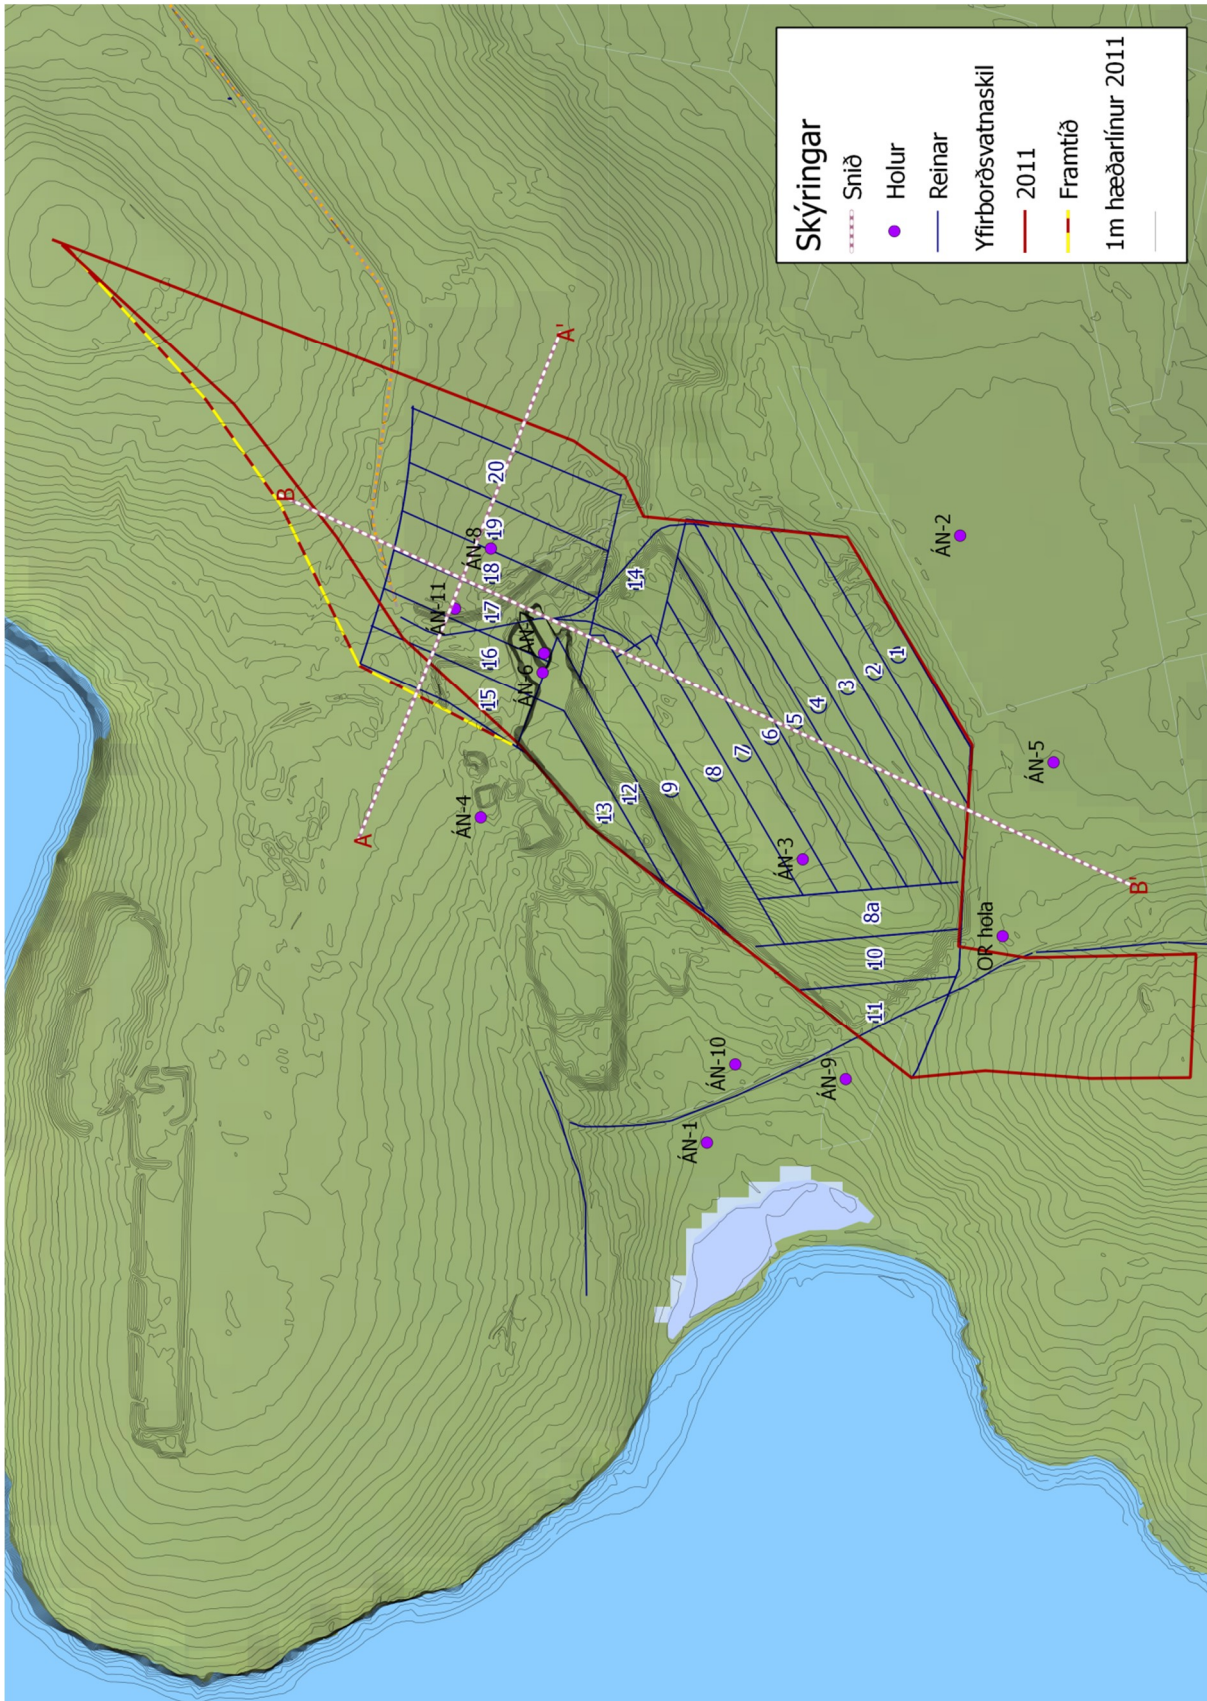 Skýringar
Snið
Holur
Reinar
Yfirborðsvatnaskil
2011
Framtíð
1m hæðarlínur 2011
A
A'
B
B'
ÁN-4
ÁN-11
ÁN-8
ÁN-6
ÁN-7
ÁN-1
ÁN-10
ÁN-9
ÁN-3
ÁN-2
ÁN-5
OR hola
15
16
17
18
19
20
14
13
12
9
8
7
6
5
4
3
2
1
8a
10
11